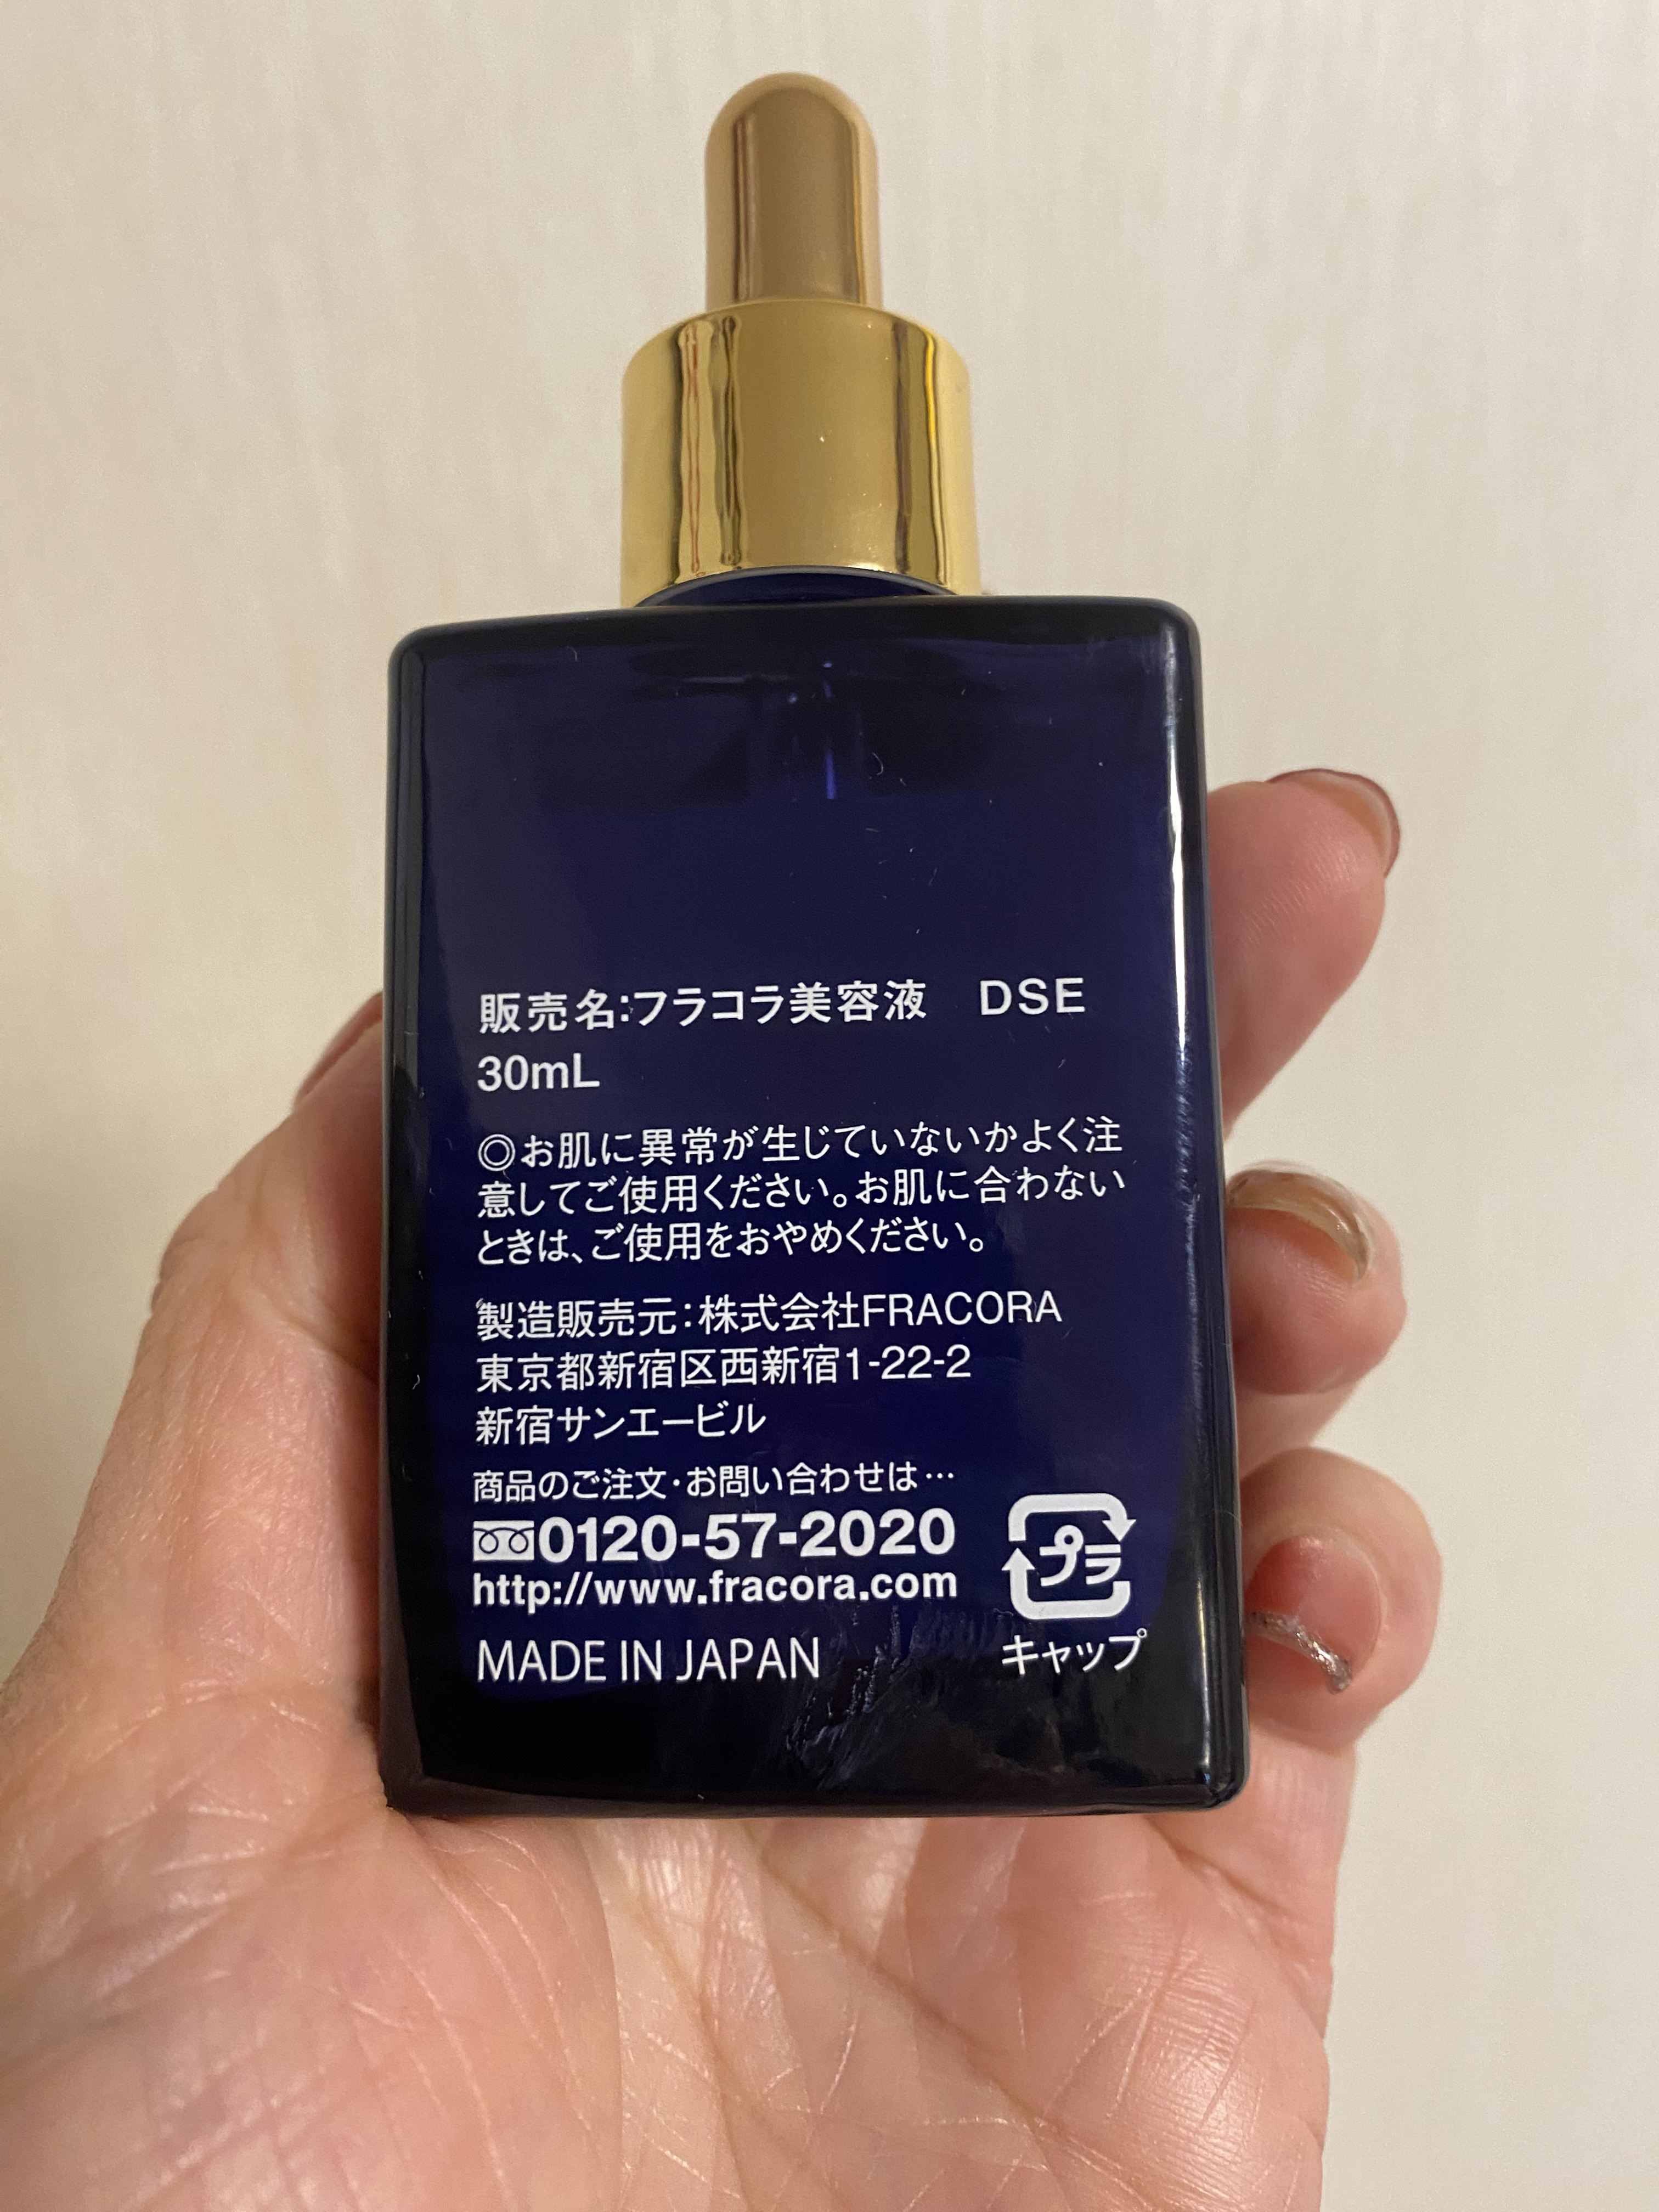 販売名:フラコラ美容液　DSE
30mL
◎お肌に異常が生じていないかよく注
意してご使用ください。お肌に合わない
ときは、ご使用をおやめください。
製造販売元:株式会社FRACORA
東京都新宿区西新宿1-22-2
新宿サンエービル
商品のご注文・お問い合わせは…
0120-57-2020
http://www.fracora.com
MADE IN JAPAN
プラ
キャップ